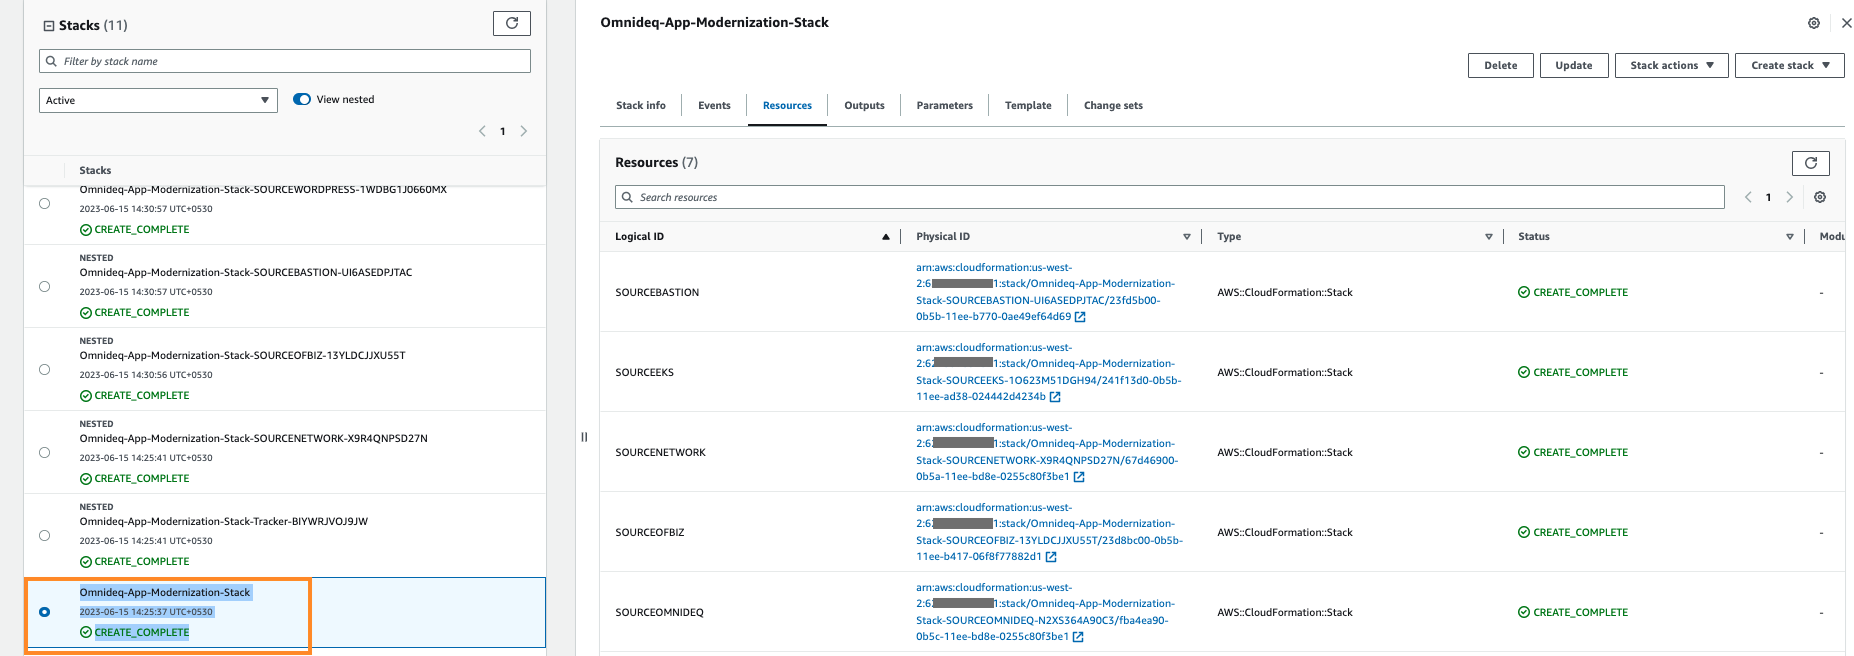 Stacks (11)
Filter by stack name
Active
View nested
1
Stacks
Omnideq-App-Modernization-Stack-SOURCEWORDPRESS-1WDBG1J0660MX
2023-06-15 14:30:57 UTC+0530
CREATE_COMPLETE
NESTED
Omnideq-App-Modernization-Stack-SOURCEBASTION-UI6ASEDPJTAC
2023-06-15 14:30:57 UTC+0530
CREATE_COMPLETE
NESTED
Omnideq-App-Modernization-Stack-SOURCEOFBIZ-13YLDCJJXU55T
2023-06-15 14:30:56 UTC+0530
CREATE_COMPLETE
NESTED
Omnideq-App-Modernization-Stack-SOURCENETWORK-X9R4QNPSD27N
2023-06-15 14:25:41 UTC+0530
CREATE_COMPLETE
NESTED
Omnideq-App-Modernization-Stack-Tracker-BIYWRJVOJ9JW
2023-06-15 14:25:41 UTC+0530
CREATE_COMPLETE
Omnideq-App-Modernization-Stack
2023-06-15 14:25:37 UTC+0530
CREATE_COMPLETE
Omnideq-App-Modernization-Stack
Delete Update Stack actions Create stack
Stack info Events Resources Outputs Parameters Template Change sets
Resources (7)
Search resources
1
Logical ID Physical ID Type Status Modu
SOURCEBASTION
arn:aws:cloudformation:us-west-
2:6 1:stack/Omnideq-App-Modernization-
Stack-SOURCEBASTION-UI6ASEDPJTAC/23fd5b00-
0b5b-11ee-b770-0ae49ef64d69
AWS::CloudFormation::Stack
CREATE_COMPLETE
-
SOURCEEKS
arn:aws:cloudformation:us-west-
2:62 1:stack/Omnideq-App-Modernization-
Stack-SOURCEEKS-1O623M51DGH94/241f13d0-0b5b-
11ee-ad38-024442d4234b
AWS::CloudFormation::Stack
CREATE_COMPLETE
-
SOURCENETWORK
arn:aws:cloudformation:us-west-
2:62 1:stack/Omnideq-App-Modernization-
Stack-SOURCENETWORK-X9R4QNPSD27N/67d46900-
0b5a-11ee-bd8e-0255c80f3be1
AWS::CloudFormation::Stack
CREATE_COMPLETE
-
SOURCEOFBIZ
arn:aws:cloudformation:us-west-
2:62 1:stack/Omnideq-App-Modernization-
Stack-SOURCEOFBIZ-13YLDCJJXU55T/23d8bc00-0b5b-
11ee-b417-06f8f77882d1
AWS::CloudFormation::Stack
CREATE_COMPLETE
-
SOURCEOMNIDEQ
arn:aws:cloudformation:us-west-
2:62 1:stack/Omnideq-App-Modernization-
Stack-SOURCEOMNIDEQ-N2XS364A90C3/fba4ea90-
0b5c-11ee-bd8e-0255c80f3be1
AWS::CloudFormation::Stack
CREATE_COMPLETE
-